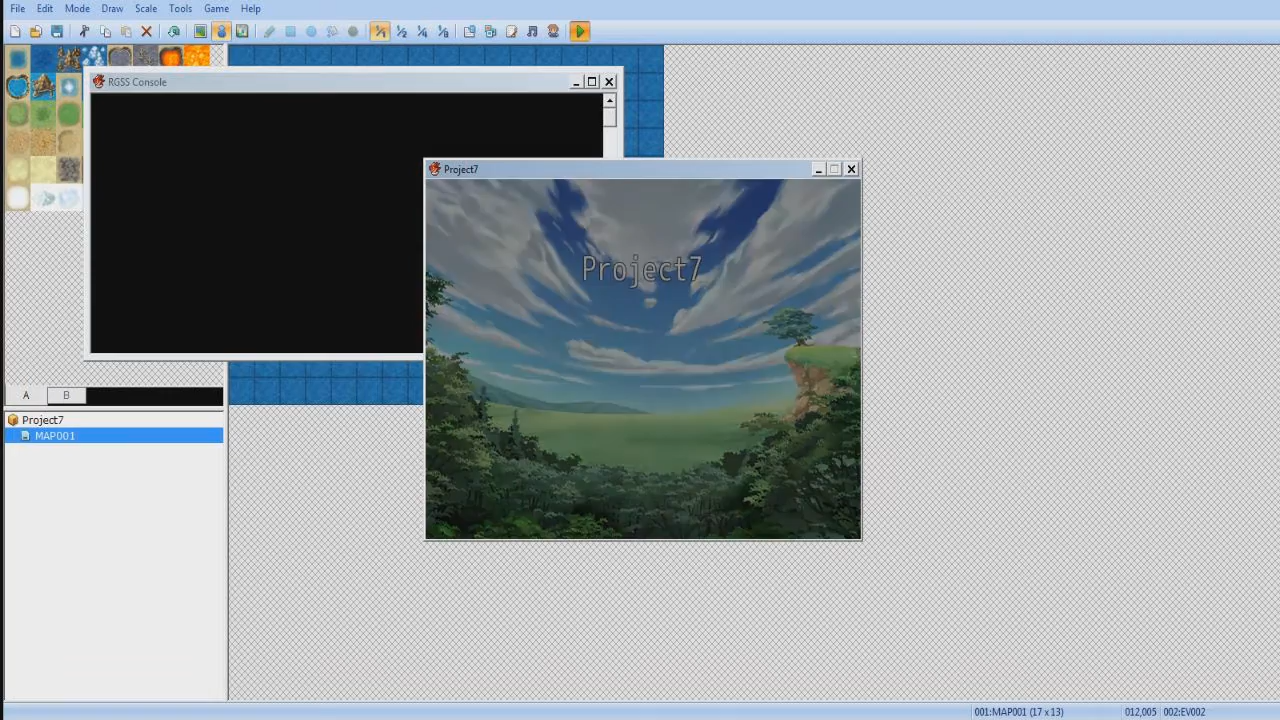 File Edit Mode Draw Scale Tools Game Help
RGSS Console
Project7
Project7
A B
Project7
MAP001
001:MAP001 (17 x 13) 012,005 002:EV002